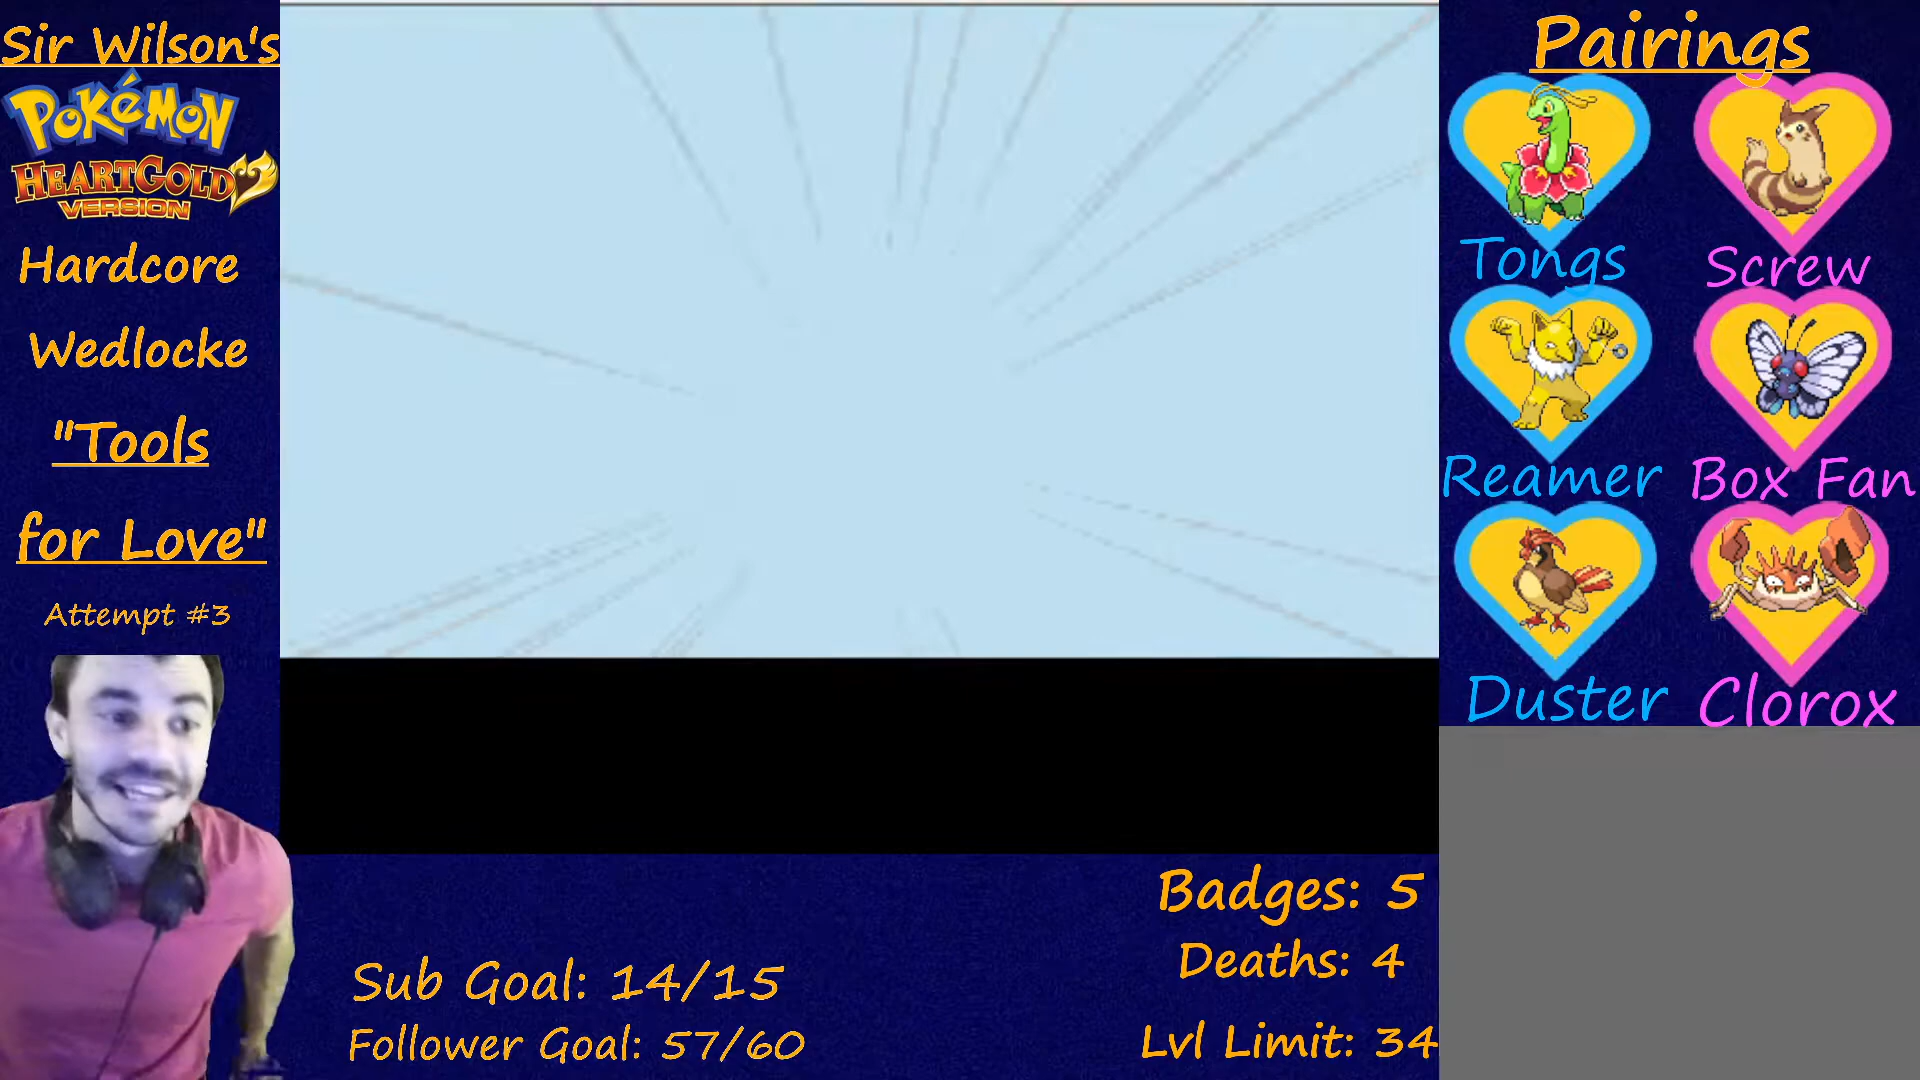 Sir Wilson's
POKéMON
HEARTGOLD
VERSION
Hardcore
Wedlocke
"Tools
for Love"
Attempt #3
Pairings
Tongs
Screw
Reamer
Box Fan
Duster
Clorox
Badges: 5
Deaths: 4
Lvl Limit: 34
Sub Goal: 14/15
Follower Goal: 57/60